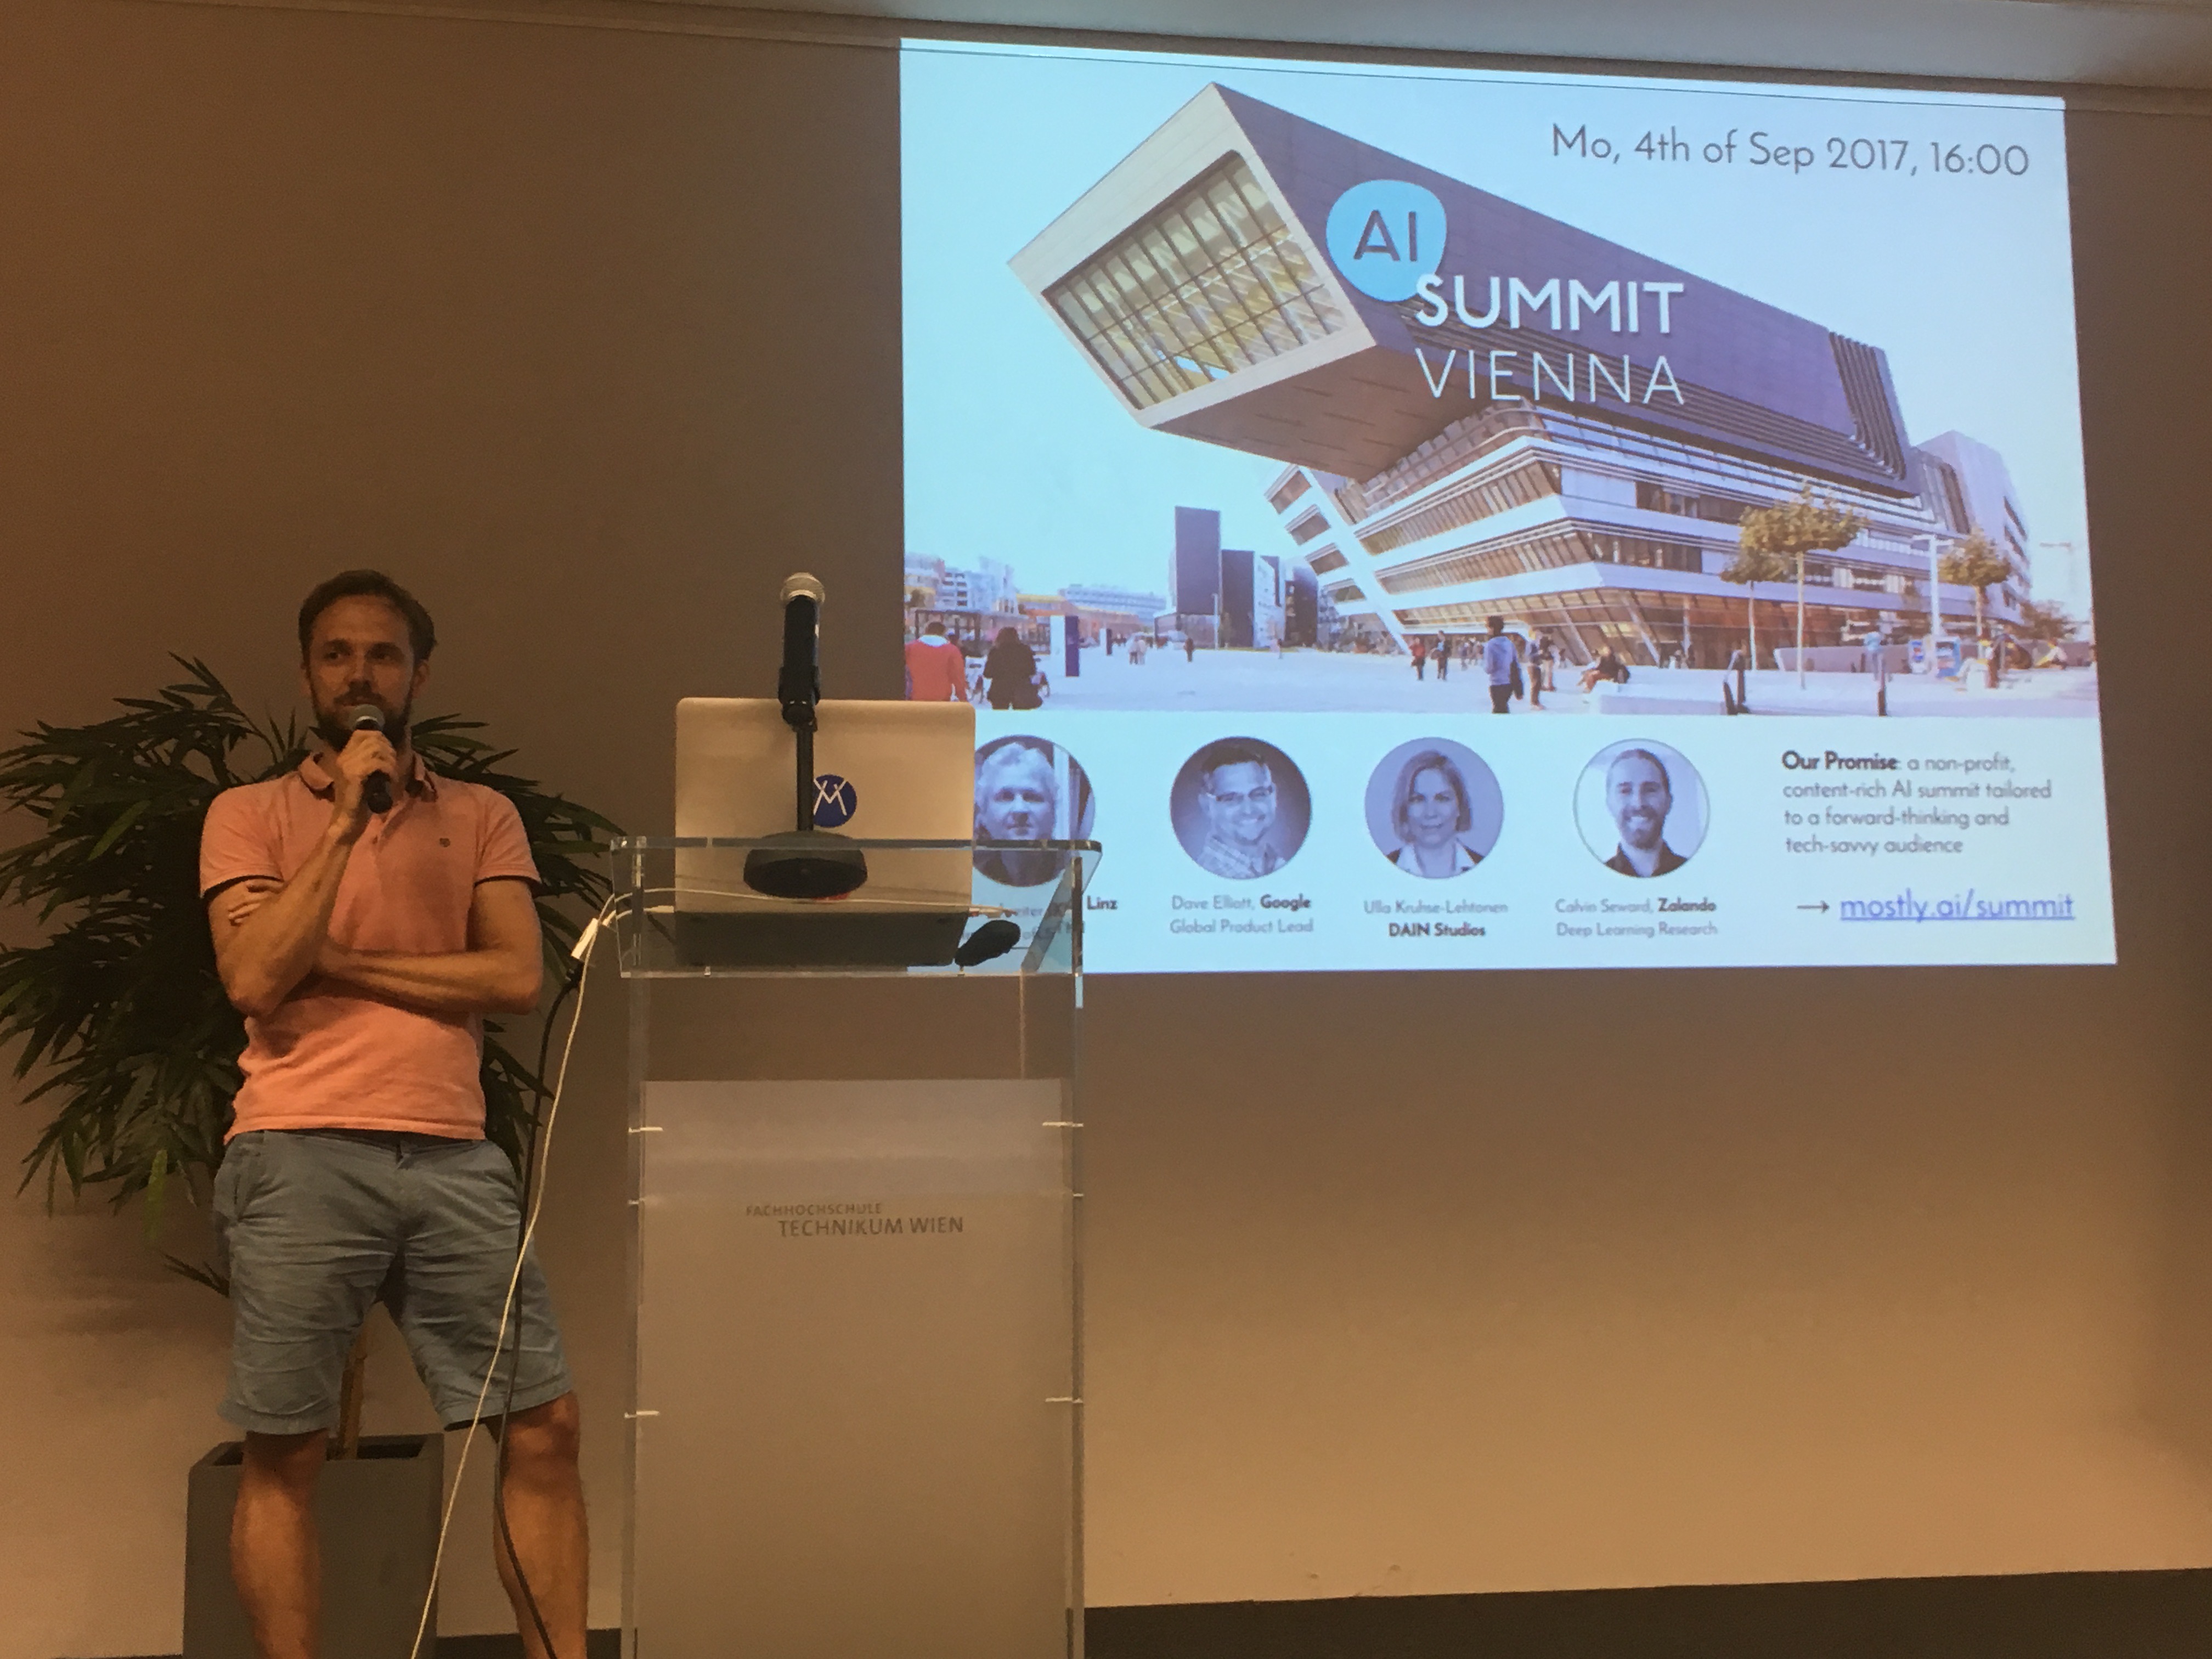 Mo, 4th of Sep 2017, 16:00
AI
SUMMIT
VIENNA
Linz
Dave Elliott, Google
Global Product Lead
Ulla Kruhse-Lehtonen
DAIN Studios
Calvin Seward, Zalando
Deep Learning Research
Our Promise: a non-profit,
content-rich AI summit tailored
to a forward-thinking and
tech-savvy audience
→ mostly.ai/summit
FACHHOCHSCHULE
TECHNIKUM WIEN